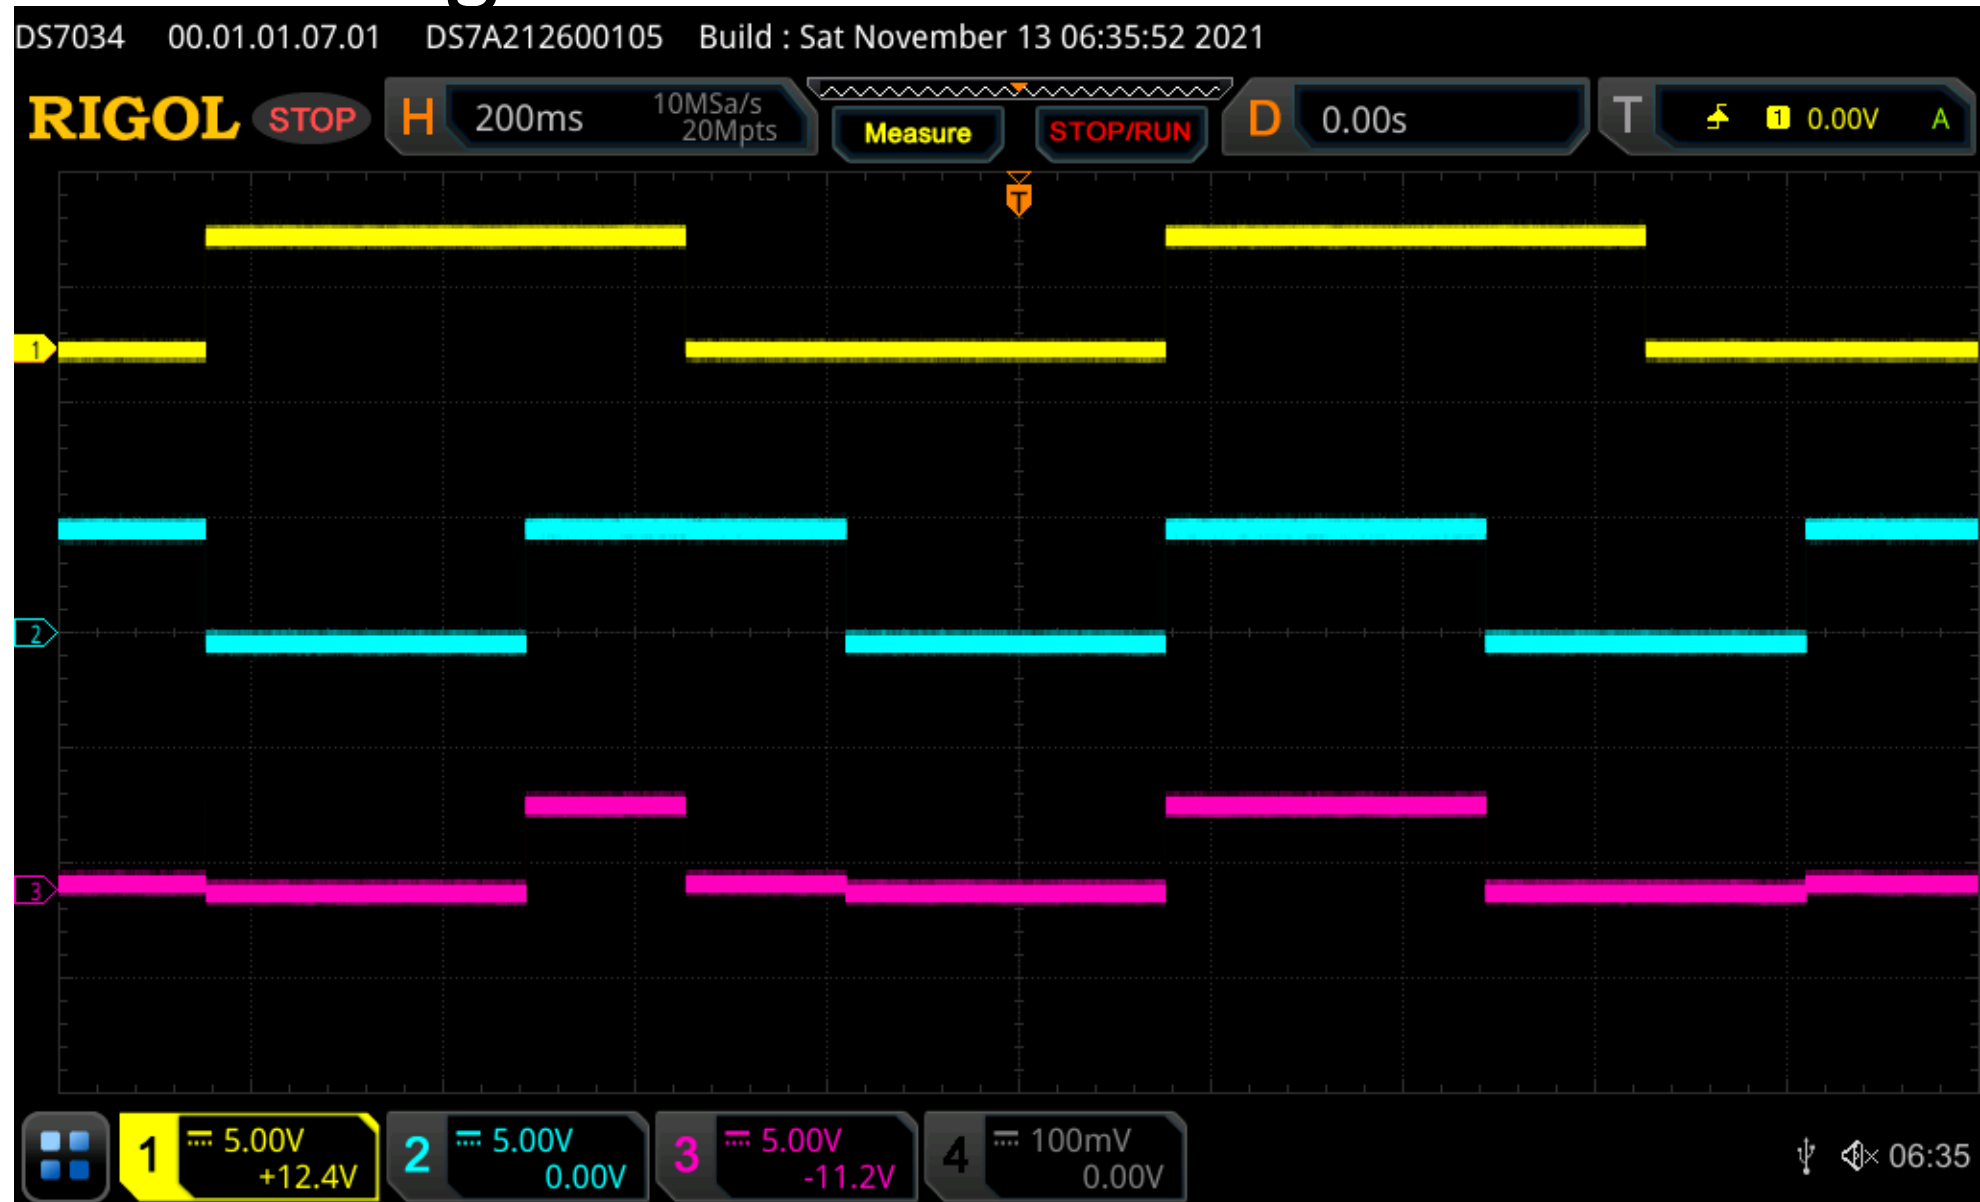 DS7034 00.01.01.07.01 DS7A212600105 Build : Sat November 13 06:35:52 2021
RIGOL STOP H 200ms 10MSa/s 20Mpts Measure STOP/RUN D 0.00s T 1 0.00V A
T
1
2
3
1 5.00V +12.4V 2 5.00V 0.00V 3 5.00V -11.2V 4 100mV 0.00V 06:35